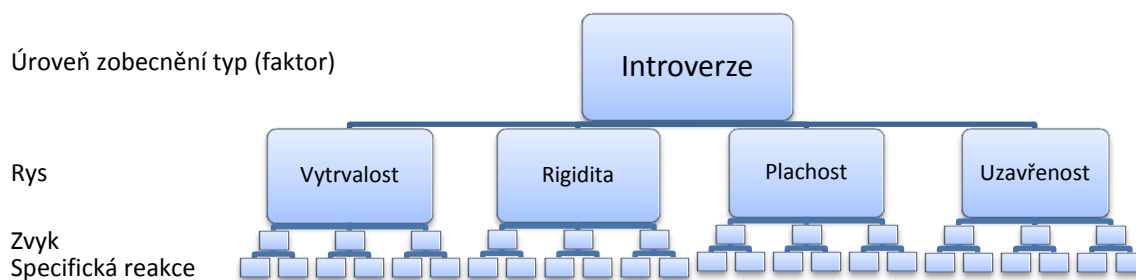 Úroveň zobecnění typ (faktor)
Introverze
Rys
Vytrvalost
Rigidita
Plachost
Uzavřenost
Zvyk
Specifická reakce